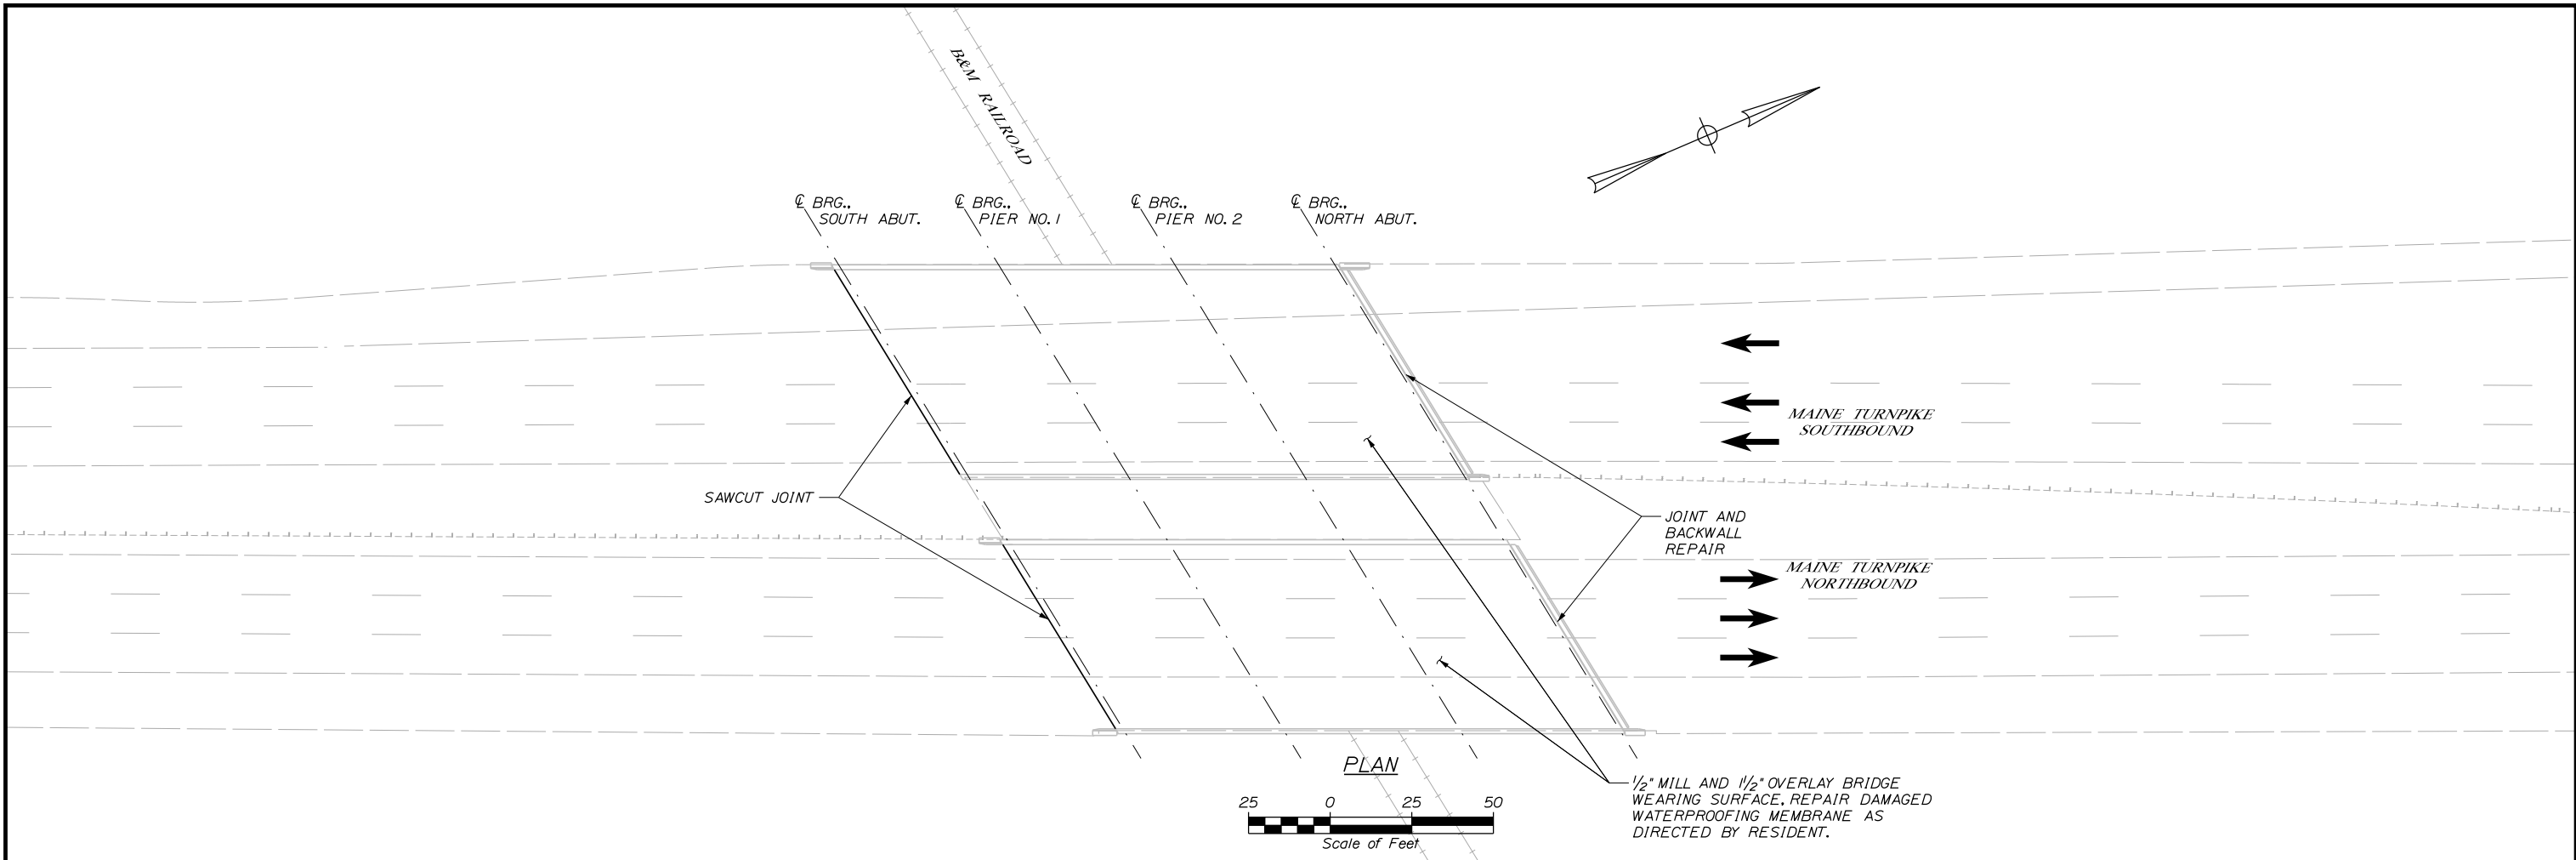 B&M RAILROAD
℄ BRG.,
SOUTH ABUT.
℄ BRG.,
PIER NO. 1
℄ BRG.,
PIER NO. 2
℄ BRG.,
NORTH ABUT.
MAINE TURNPIKE
SOUTHBOUND
SAWCUT JOINT
JOINT AND
BACKWALL
REPAIR
MAINE TURNPIKE
NORTHBOUND
PLAN
25 0 25 50
Scale of Feet
1/2" MILL AND 1 1/2" OVERLAY BRIDGE
WEARING SURFACE, REPAIR DAMAGED
WATERPROOFING MEMBRANE AS
DIRECTED BY RESIDENT.